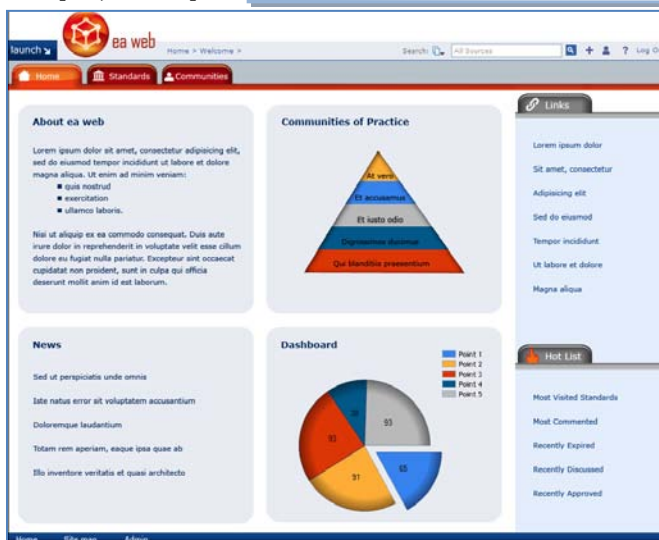 launch
ea web
Home > Welcome >
Search:
All Sources
? Log O
Home
Standards
Communities
About ea web
Lorem ipsum dolor sit amet, consectetur adipisicing elit,
sed do eiusmod tempor incididunt ut labore et dolore
magna aliqua. Ut enim ad minim veniam:
quis nostrud
exercitation
ullamco laboris.
Nisi ut aliquip ex ea commodo consequat. Duis aute
irure dolor in reprehenderit in voluptate velit esse cillum
dolore eu fugiat nulla pariatur. Excepteur sint occaecat
cupidatat non proident, sunt in culpa qui officia
deserunt mollit anim id est laborum.
Communities of Practice
At vero
Et accusamus
Et iusto odio
Dignissimos ducimus
Qui blanditiis praesentium
News
Sed ut perspiciatis unde omnis
Iste natus error sit voluptatem accusantium
Doloremque laudantium
Totam rem aperiam, eaque ipsa quae ab
Illo inventore veritatis et quasi architecto
Dashboard
Point 1
Point 2
Point 3
Point 4
Point 5
93
93
91
65
Links
Lorem ipsum dolor
Sit amet, consectetur
Adipisicing elit
Sed do eiusmod
Tempor incididunt
Ut labore et dolore
Magna aliqua
Hot List
Most Visited Standards
Most Commented
Recently Expired
Recently Discussed
Recently Approved
Home
Site map
Admin